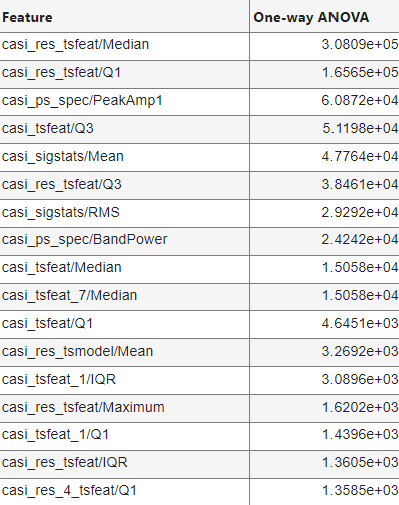 Feature One-way ANOVA
casi_res_tsfeat/Median 3.0809e+05
casi_res_tsfeat/Q1 1.6565e+05
casi_ps_spec/PeakAmp1 6.0872e+04
casi_tsfeat/Q3 5.1198e+04
casi_sigstats/Mean 4.7764e+04
casi_res_tsfeat/Q3 3.8461e+04
casi_sigstats/RMS 2.9292e+04
casi_ps_spec/BandPower 2.4242e+04
casi_tsfeat/Median 1.5058e+04
casi_tsfeat_7/Median 1.5058e+04
casi_tsfeat/Q1 4.6451e+03
casi_res_tsmodel/Mean 3.2692e+03
casi_tsfeat_1/IQR 3.0896e+03
casi_res_tsfeat/Maximum 1.6202e+03
casi_tsfeat_1/Q1 1.4396e+03
casi_res_tsfeat/IQR 1.3605e+03
casi_res_4_tsfeat/Q1 1.3585e+03